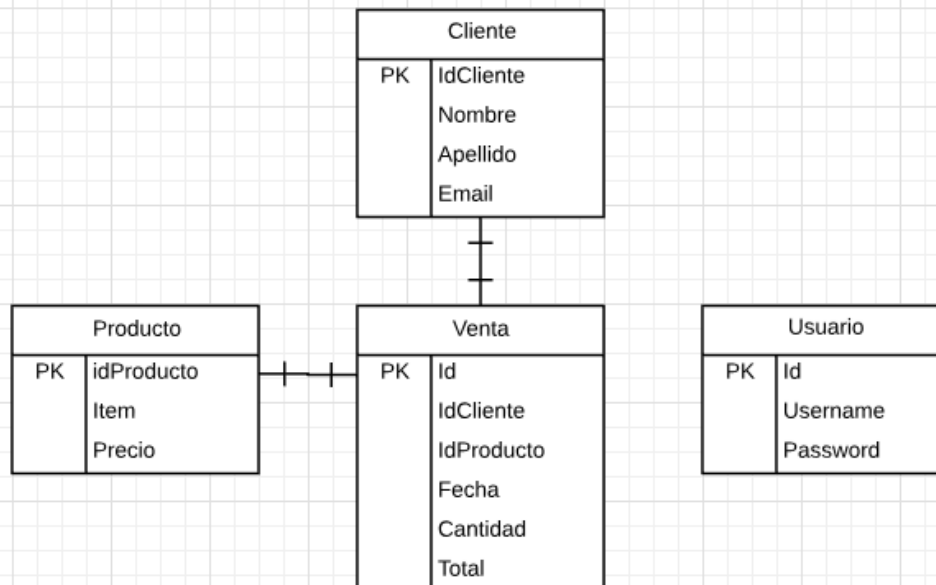 Cliente
PK IdCliente
Nombre
Apellido
Email
Producto
PK idProducto
Item
Precio
Venta
PK Id
IdCliente
IdProducto
Fecha
Cantidad
Total
Usuario
PK Id
Username
Password